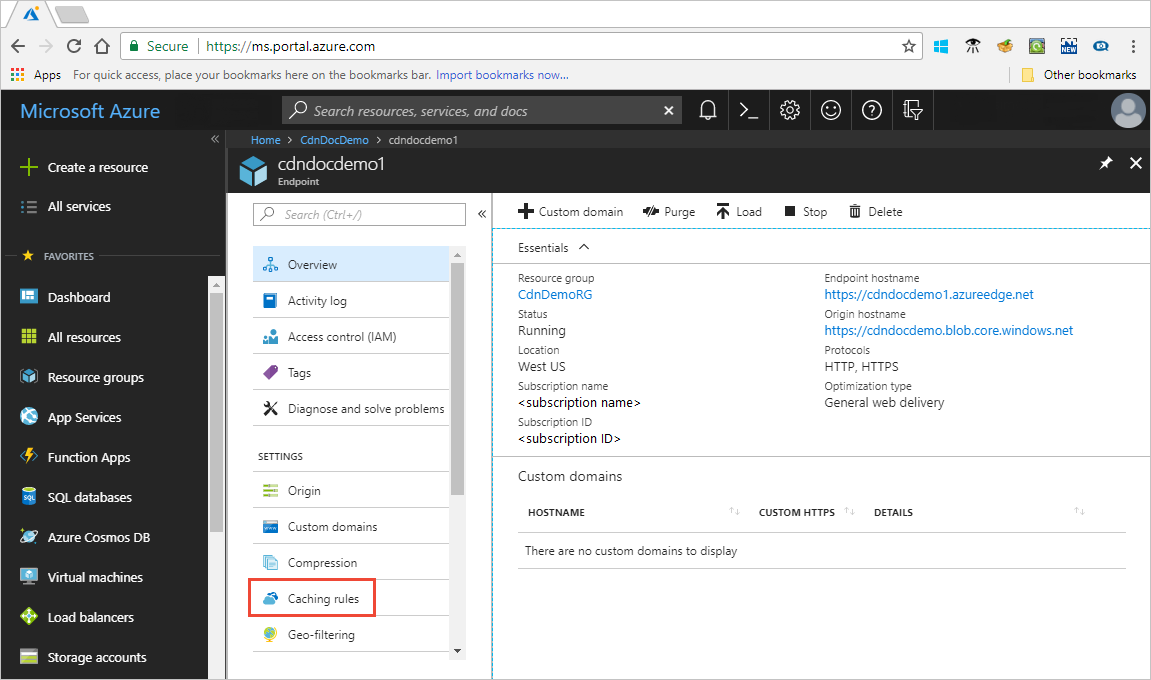 Secure https://ms.portal.azure.com
NEW
Apps For quick access, place your bookmarks here on the bookmarks bar. Import bookmarks now... Other bookmarks
Microsoft Azure Search resources, services, and docs
Home > CdnDocDemo > cdndocdemo1
cdndocdemo1
Endpoint
Create a resource
All services
FAVORITES
Dashboard
All resources
Resource groups
App Services
Function Apps
SQL
SQL databases
Azure Cosmos DB
Virtual machines
Load balancers
Storage accounts
Search (Ctrl+/)
Overview
Activity log
Access control (IAM)
Tags
Diagnose and solve problems
SETTINGS
Origin
www
Custom domains
Compression
Caching rules
Geo-filtering
Custom domain Purge Load Stop Delete
Essentials
Resource group
CdnDemoRG
Status
Running
Location
West US
Subscription name
<subscription name>
Subscription ID
<subscription ID>
Endpoint hostname
https://cdndocdemo1.azureedge.net
Origin hostname
https://cdndocdemo.blob.core.windows.net
Protocols
HTTP, HTTPS
Optimization type
General web delivery
Custom domains
HOSTNAME CUSTOM HTTPS DETAILS
There are no custom domains to display